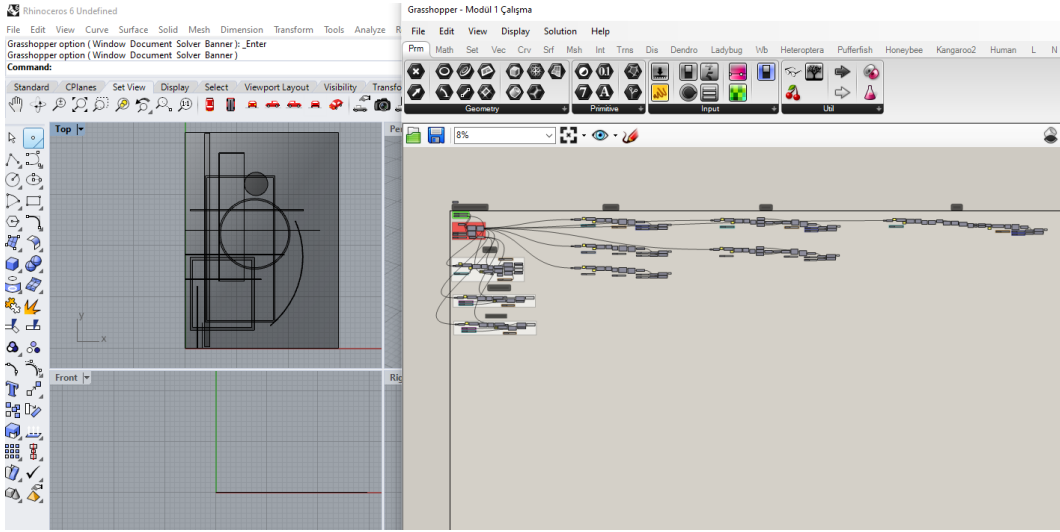 Rhinoceros 6 Undefined
File Edit View Curve Surface Solid Mesh Dimension Transform Tools Analyze R
Grasshopper option ( Window Document Solver Banner ): _Enter
Grasshopper option ( Window Document Solver Banner )
Command:
Standard CPlanes Set View Display Select Viewport Layout Visibility Transfo
Top
Pe
y
x
Front
Rig
Grasshopper - Modül 1 Çalışma
File Edit View Display Solution Help
Prm Math Set Vec Crv Srf Msh Int Trns Dis Dendro Ladybug Wb Heteroptera Pufferfish Honeybee Kangaroo2 Human L N
Geometry Primitive Input Util
8%